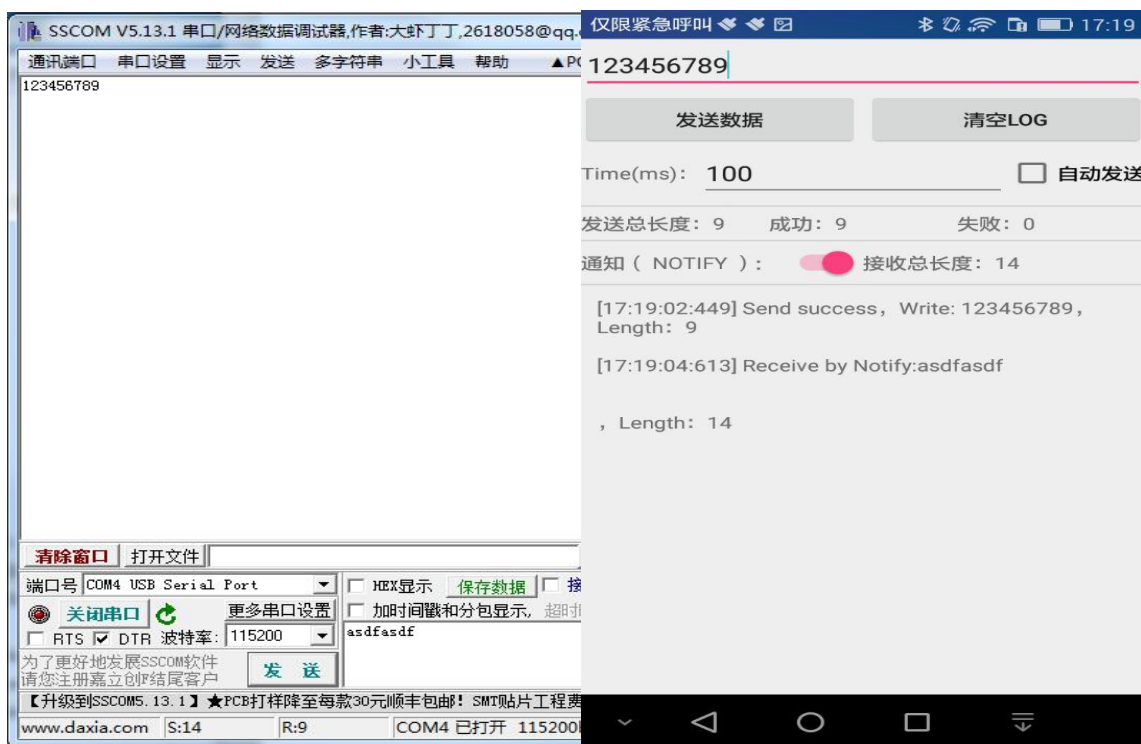 SSCOM V5.13.1 串口/网络数据调试器,作者:大虾丁丁,2618058@qq.
通讯端口 串口设置 显示 发送 多字符串 小工具 帮助 ▲PC
123456789
清除窗口 打开文件
端口号 COM4 USB Serial Port HEX显示 保存数据 接
关闭串口 更多串口设置 加时间戳和分包显示, 超时
RTS DTR 波特率: 115200 asdfasdf
为了更好地发展SSCOM软件
请您注册嘉立创F结尾客户
发 送
【升级到SSCOM5.13.1】★PCB打样降至每款30元顺丰包邮! SMT贴片工程费
www.daxia.com S:14 R:9 COM4 已打开 115200
仅限紧急呼叫 17:19
123456789
发送数据 清空LOG
Time(ms): 100 自动发送
发送总长度: 9 成功: 9 失败: 0
通知 ( NOTIFY ) : 接收总长度: 14
[17:19:02:449] Send success, Write: 123456789,
Length: 9
[17:19:04:613] Receive by Notify:asdfasdf
, Length: 14